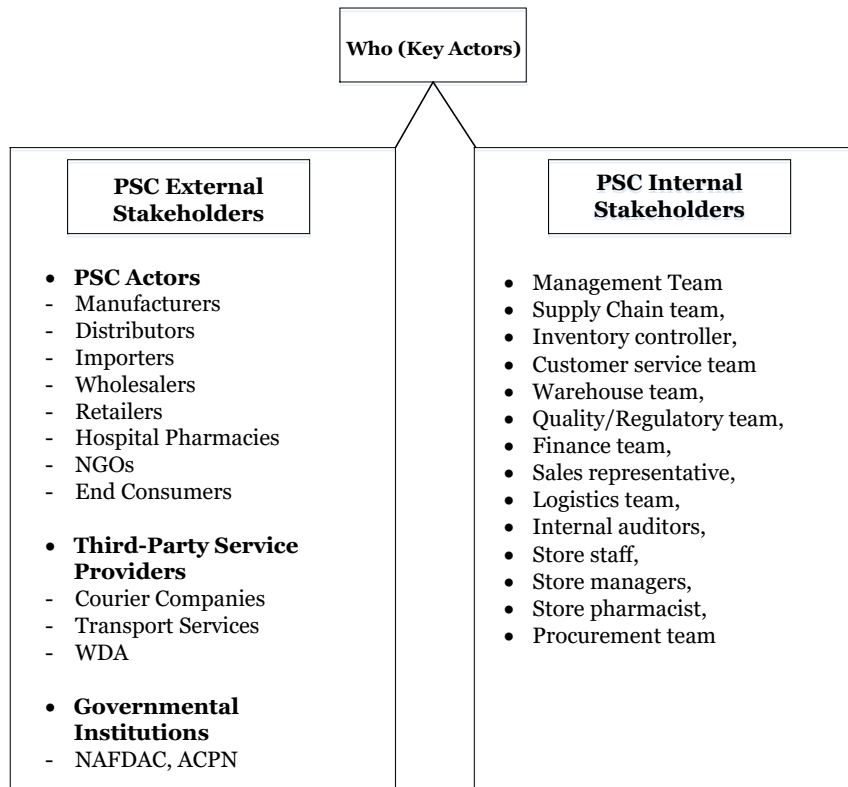 Who (Key Actors)
PSC External
Stakeholders
• PSC Actors
- Manufacturers
- Distributors
- Importers
- Wholesalers
- Retailers
- Hospital Pharmacies
- NGOs
- End Consumers
• Third-Party Service
Providers
- Courier Companies
- Transport Services
- WDA
• Governmental
Institutions
- NAFDAC, ACPN
PSC Internal
Stakeholders
• Management Team
• Supply Chain team,
• Inventory controller,
• Customer service team
• Warehouse team,
• Quality/Regulatory team,
• Finance team,
• Sales representative,
• Logistics team,
• Internal auditors,
• Store staff,
• Store managers,
• Store pharmacist,
• Procurement team